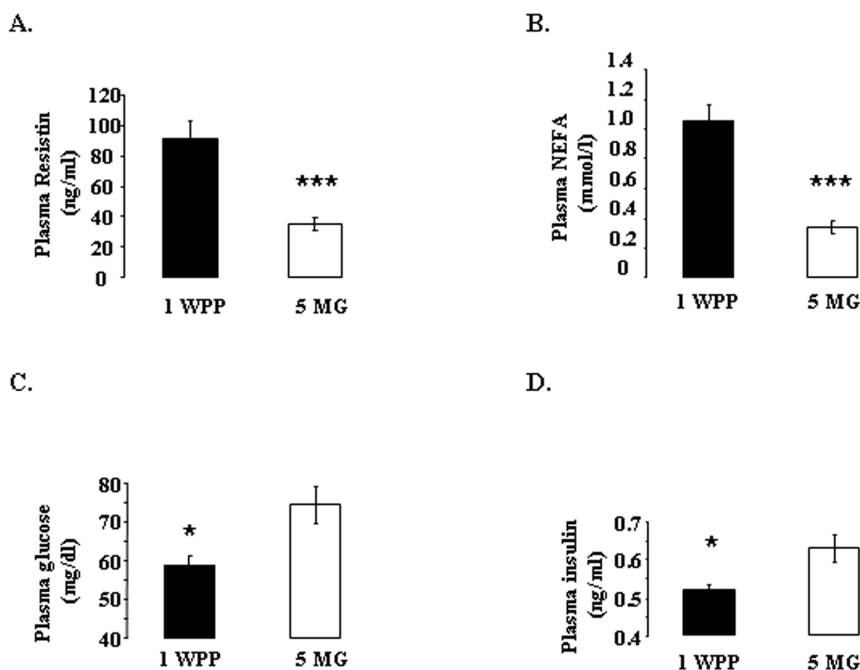 A.
B.
Plasma Resistin
(ng/ml)
120
100
80
60
40
20
0
***
1 WPP
5 MG
Plasma NEFA
(mmol/l)
1.4
1.2
1.0
0.8
0.6
0.4
0.2
0
***
1 WPP
5 MG
C.
D.
Plasma glucose
(mg/dl)
80
70
60
50
40
*
1 WPP
5 MG
Plasma insulin
(ng/ml)
0.7
0.6
0.5
0.4
*
1 WPP
5 MG